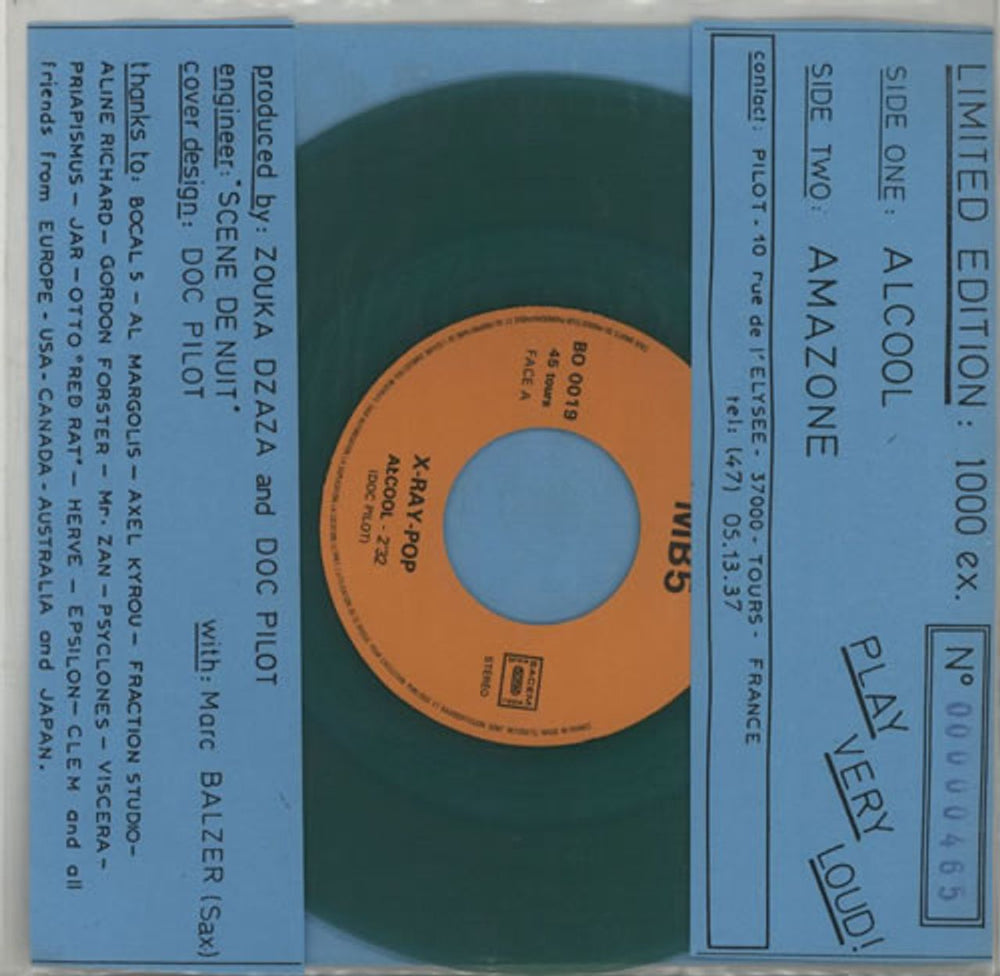 LIMITED EDITION: 1000 ex.
N° 00000465
SIDE ONE: ALCOOL
SIDE TWO: AMAZONE
PLAY
VERY
LOUD!
contact: PILOT - 10 rue de l'ELYSEE - 37000 - TOURS - FRANCE
tel: (47) 05.13.37
MB5
BO 0019
45 tours
FACE A
SACEM
STEREO
X-RAY-POP
AtCOOL - 2'32
(DOC PILOT)
produced by: ZOUKA DZAZA and DOC PILOT
engineer: "SCENE DE NUIT"
cover design: DOC PILOT
with: Marc BALZER (Sax)
thanks to: BOCAL 5 - AL MARGOLIS - AXEL KYROU - FRACTION STUDIO -
ALINE RICHARD - GORDON FORSTER - Mr. ZAN - PSYCLONES - VISCERA -
PRIAPISMUS - JAR - OTTO "RED RAT" - HERVE - EPSILON - CLEM and all
friends from EUROPE - USA - CANADA - AUSTRALIA and JAPAN.